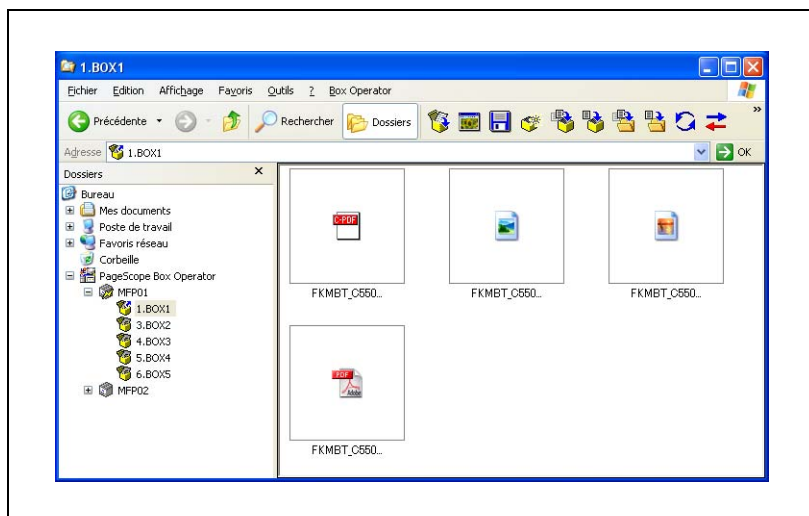 1.BOX1
Fichier Edition Affichage Favoris Outils ? Box Operator
Précédente Rechercher Dossiers »
Adresse 1.BOX1 OK
Dossiers X
Bureau
Mes documents
Poste de travail
Favoris réseau
Corbeille
PageScope Box Operator
MFP01
1.BOX1
3.BOX2
4.BOX3
5.BOX4
6.BOX5
MFP02
C-PDF
FKMBT_C550...
FKMBT_C550...
FKMBT_C550...
PDF
Adobe
FKMBT_C550...